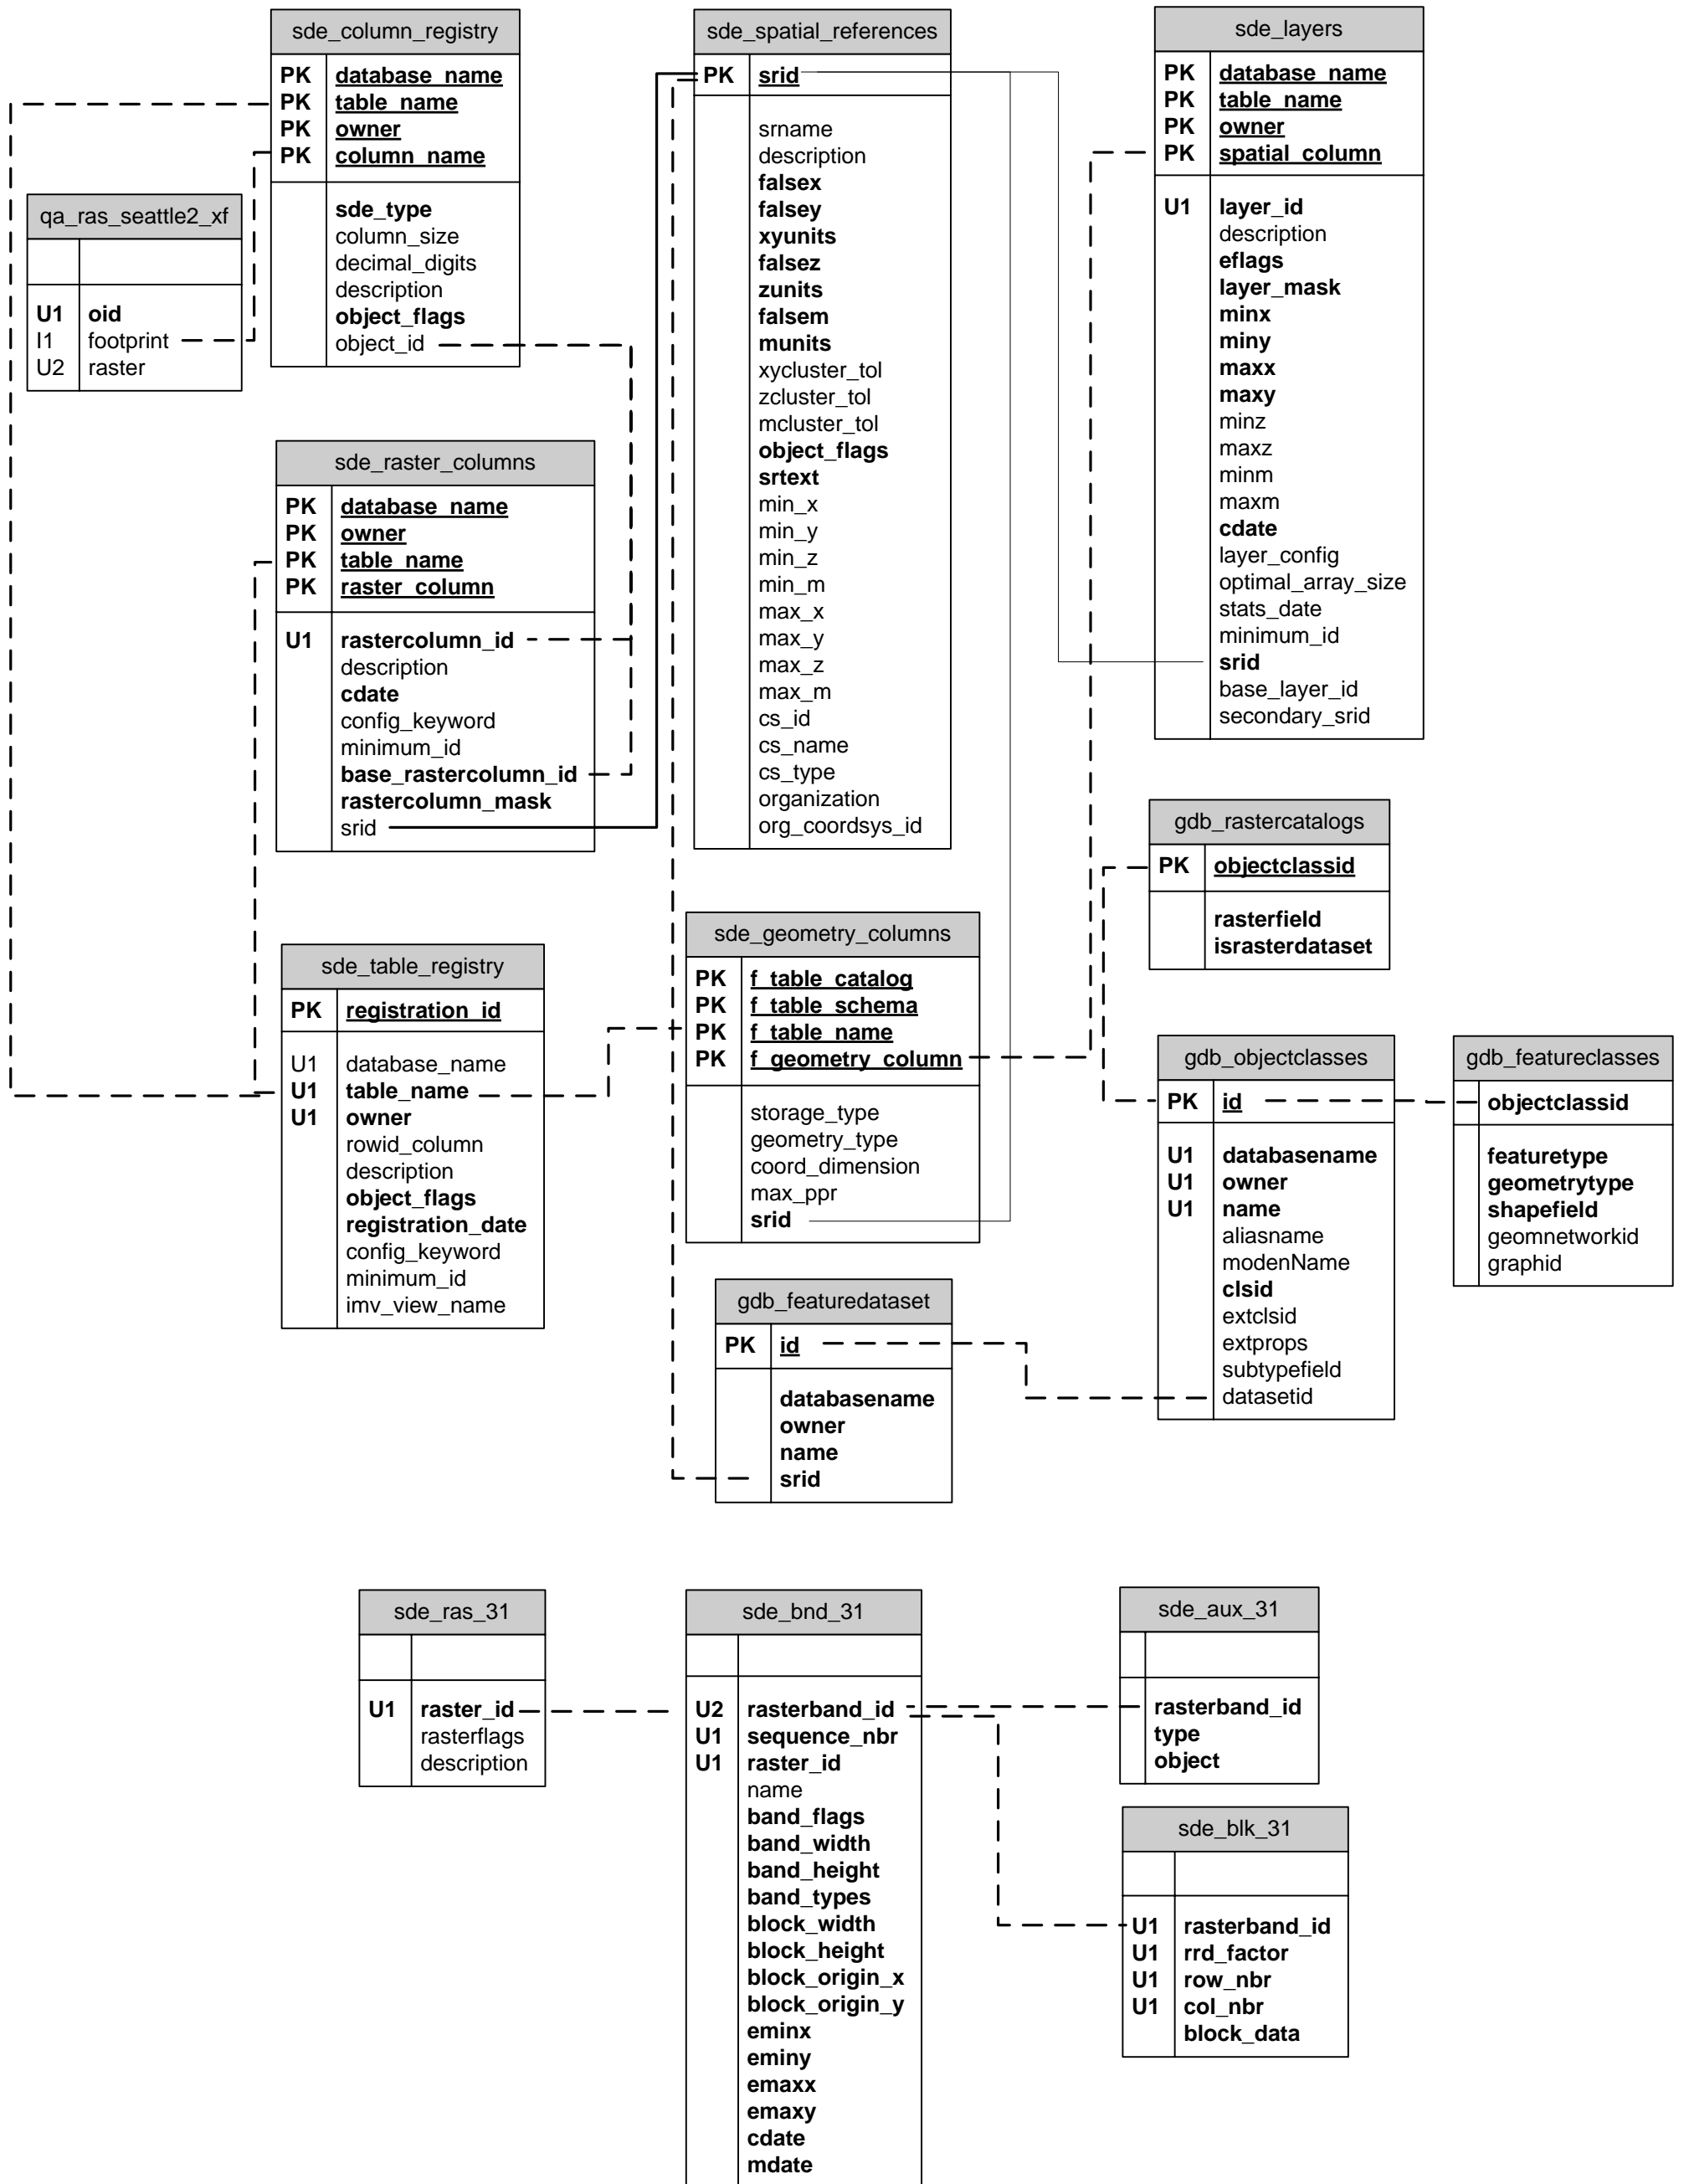 sde_column_registry
PK database_name
PK table_name
PK owner
PK column_name
sde_type
column_size
decimal_digits
description
object_flags
object_id
sde_spatial_references
PK srid
srname
description
falsex
falsey
xyunits
falsez
zunits
falsem
munits
xycluster_tol
zcluster_tol
mcluster_tol
object_flags
srtext
min_x
min_y
min_z
min_m
max_x
max_y
max_z
max_m
cs_id
cs_name
cs_type
organization
org_coordsys_id
sde_layers
PK database_name
PK table_name
PK owner
PK spatial_column
U1 layer_id
description
eflags
layer_mask
minx
miny
maxx
maxy
minz
maxz
minm
maxm
cdate
layer_config
optimal_array_size
stats_date
minimum_id
srid
base_layer_id
secondary_srid
qa_ras_seattle2_xf
U1 oid
I1 footprint
U2 raster
sde_raster_columns
PK database_name
PK owner
PK table_name
PK raster_column
U1 rastercolumn_id
description
cdate
config_keyword
minimum_id
base_rastercolumn_id
rastercolumn_mask
srid
gdb_rastercatalogs
PK objectclassid
rasterfield
israsterdataset
sde_table_registry
PK registration_id
U1 database_name
U1 table_name
U1 owner
rowid_column
description
object_flags
registration_date
config_keyword
minimum_id
imv_view_name
sde_geometry_columns
PK f_table_catalog
PK f_table_schema
PK f_table_name
PK f_geometry_column
storage_type
geometry_type
coord_dimension
max_ppr
srid
gdb_objectclasses
PK id
U1 databasename
U1 owner
U1 name
aliasname
modenName
clsid
extclsid
extprops
subtypefield
datasetid
gdb_featureclasses
objectclassid
featuretype
geometrytype
shapefield
geomnetworkid
graphid
gdb_featuredataset
PK id
databasename
owner
name
srid
sde_ras_31
U1 raster_id
rasterflags
description
sde_bnd_31
U2 rasterband_id
U1 sequence_nbr
U1 raster_id
name
band_flags
band_width
band_height
band_types
block_width
block_height
block_origin_x
block_origin_y
eminx
eminy
emaxx
emaxy
cdate
mdate
sde_aux_31
rasterband_id
type
object
sde_blk_31
U1 rasterband_id
U1 rrd_factor
U1 row_nbr
U1 col_nbr
block_data